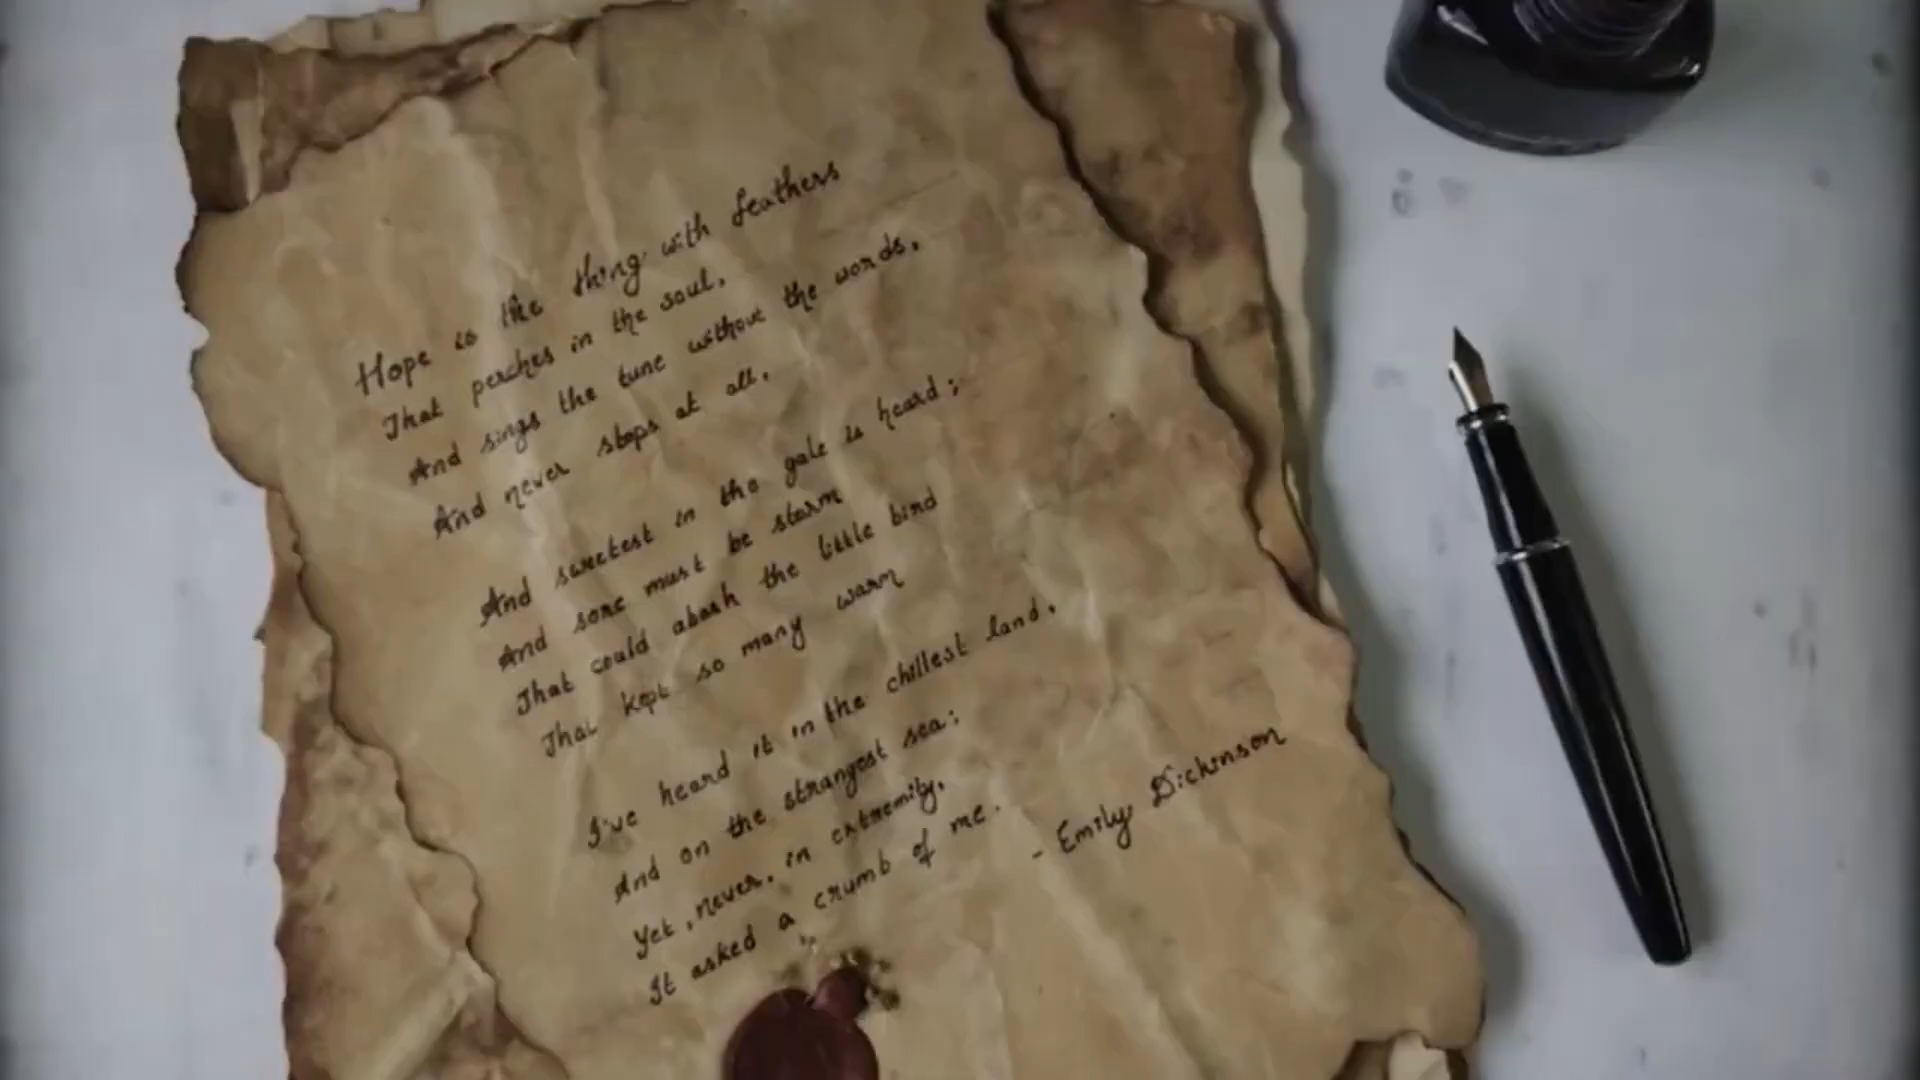 Hope is the thing with feathers
That perches in the soul,
And sings the tune without the words,
And never stops at all,
And sweetest in the gale is heard;
And sore must be storm
That could abash the little bird
That kept so many warm
I've heard it in the chillest land,
And on the strangest sea;
Yet, never, in extremity,
It asked a crumb of me.
- Emily Dickinson